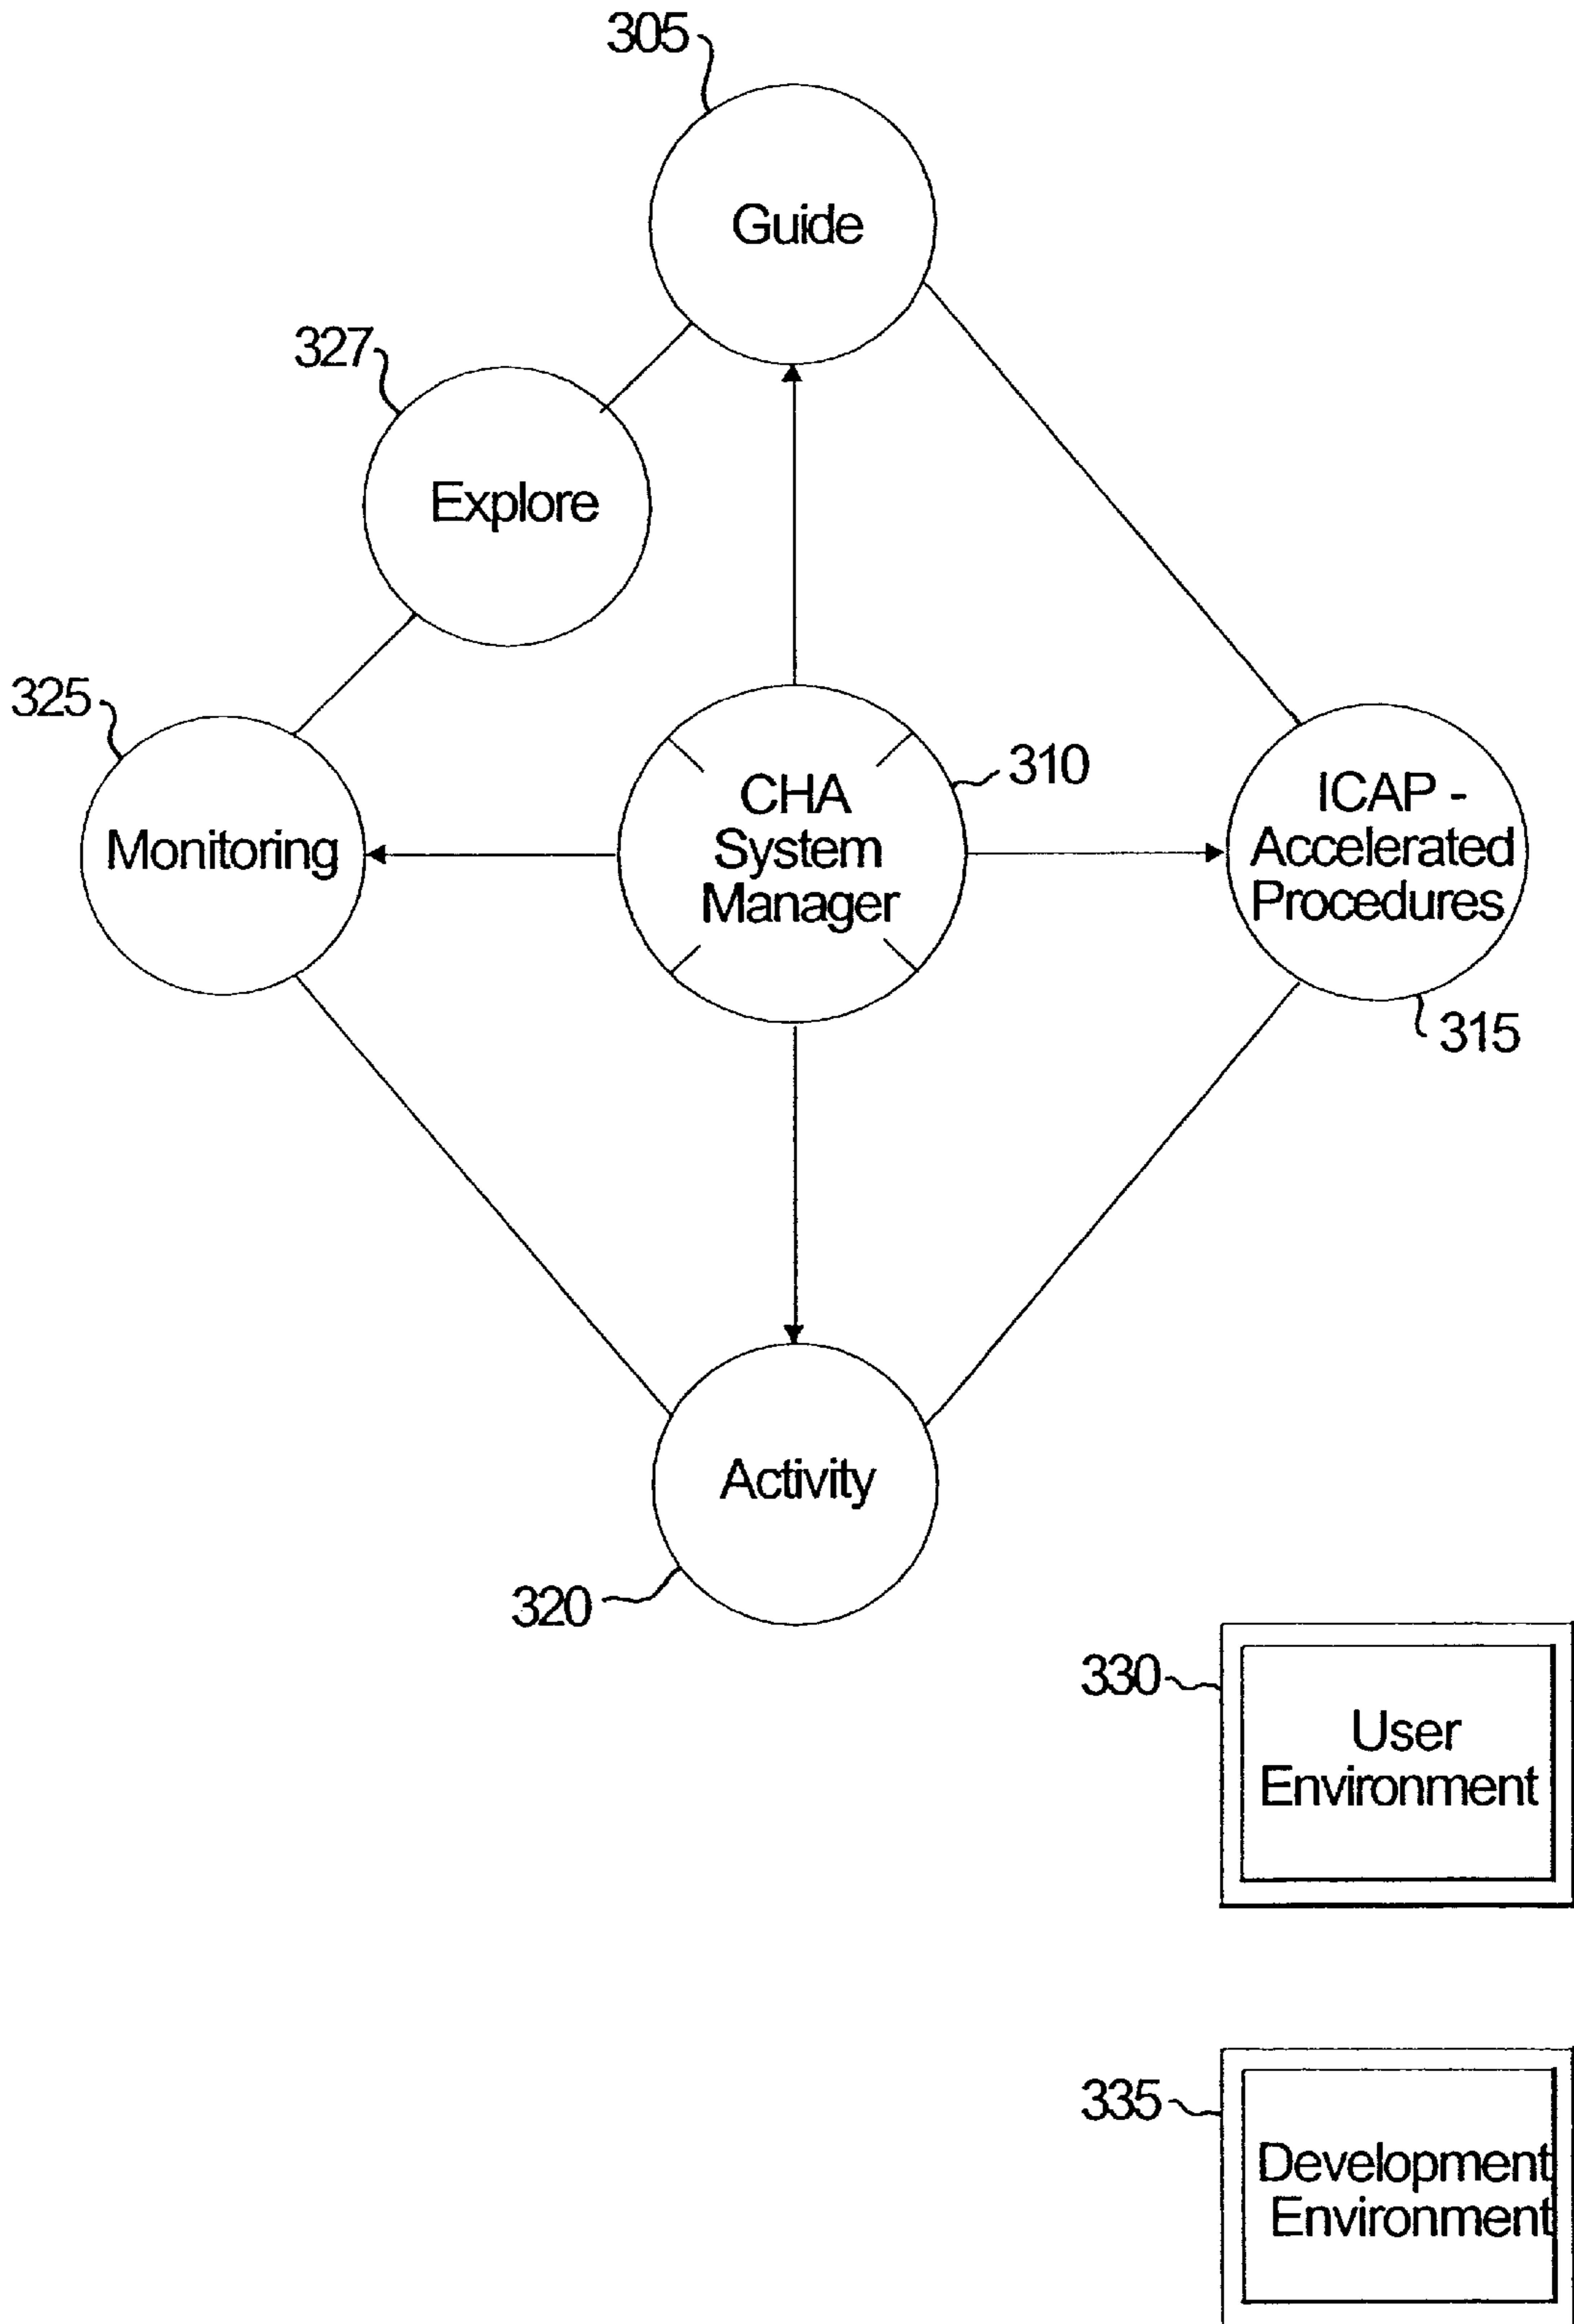 305
Guide
327
Explore
325
Monitoring
CHA
System
Manager
310
ICAP -
Accelerated
Procedures
315
Activity
320
330
User
Environment
335
Development
Environment